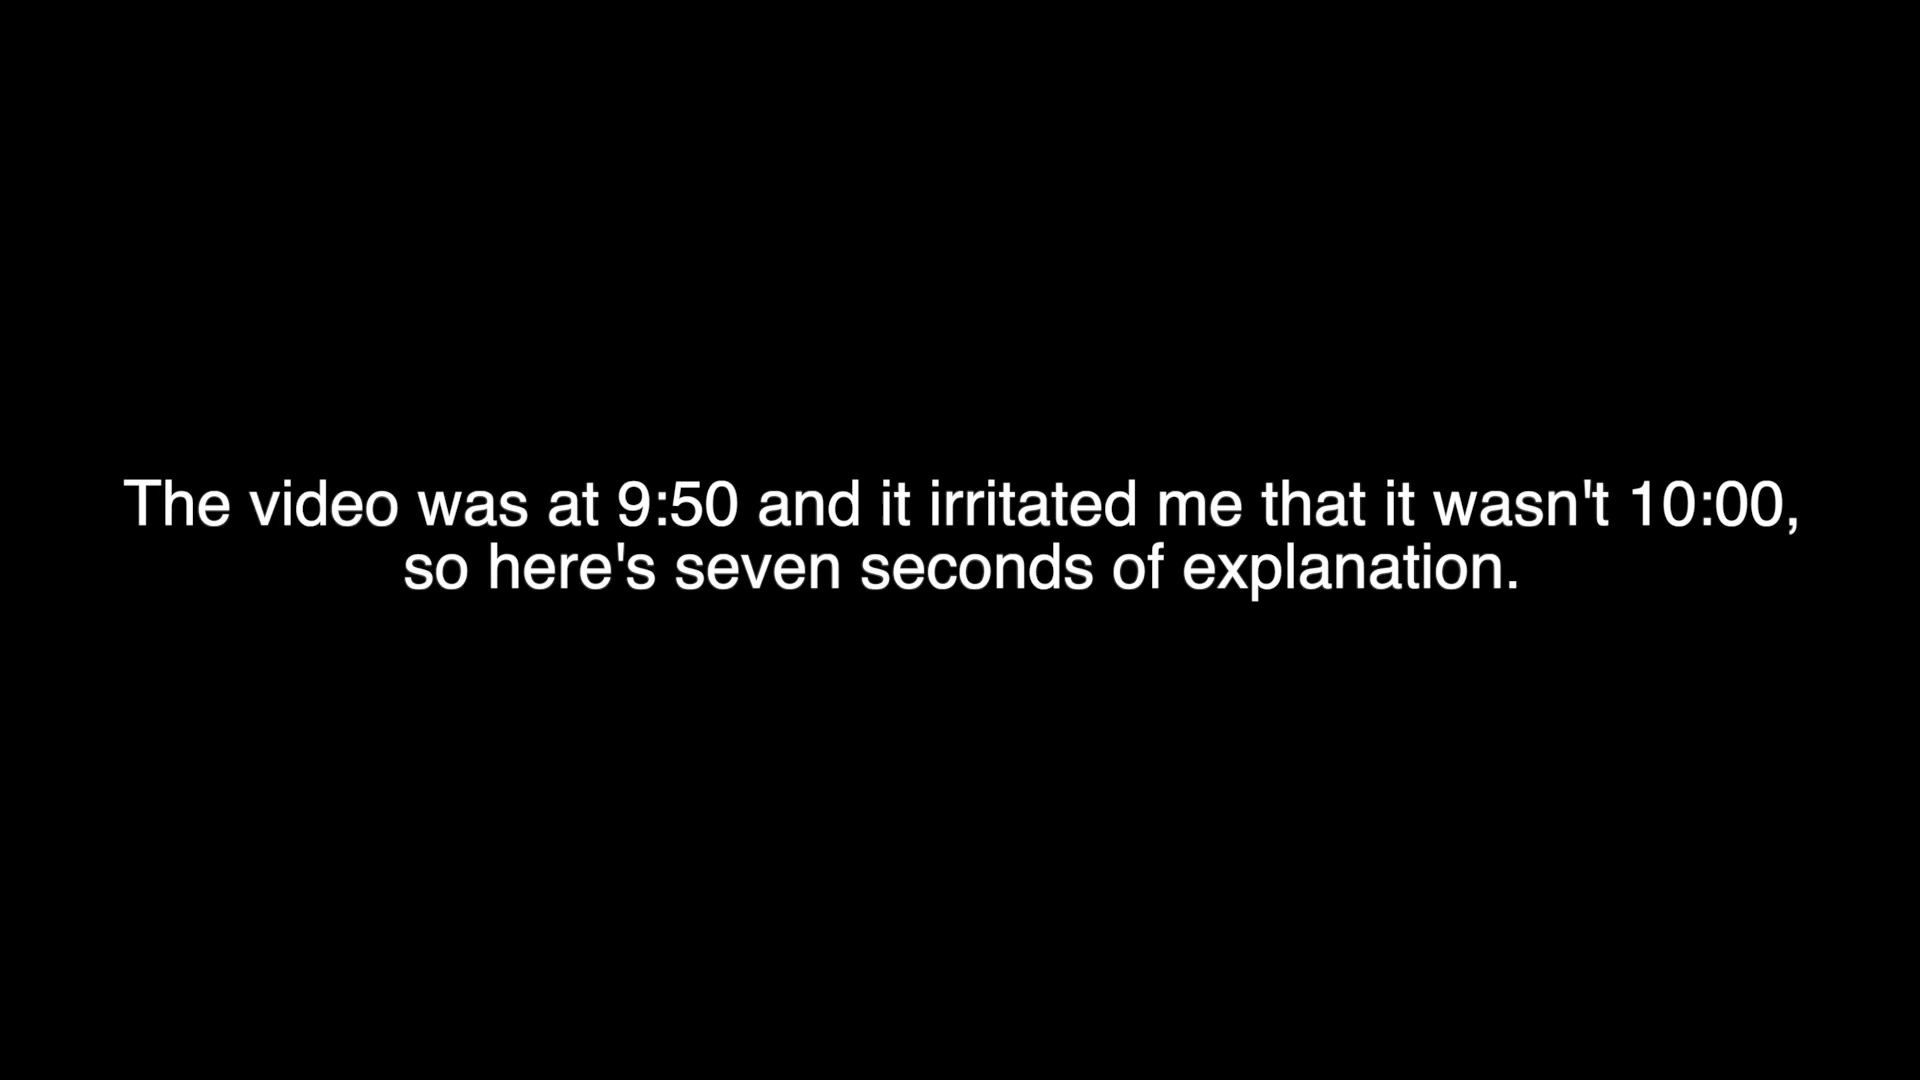 The video was at 9:50 and it irritated me that it wasn't 10:00,
so here's seven seconds of explanation.